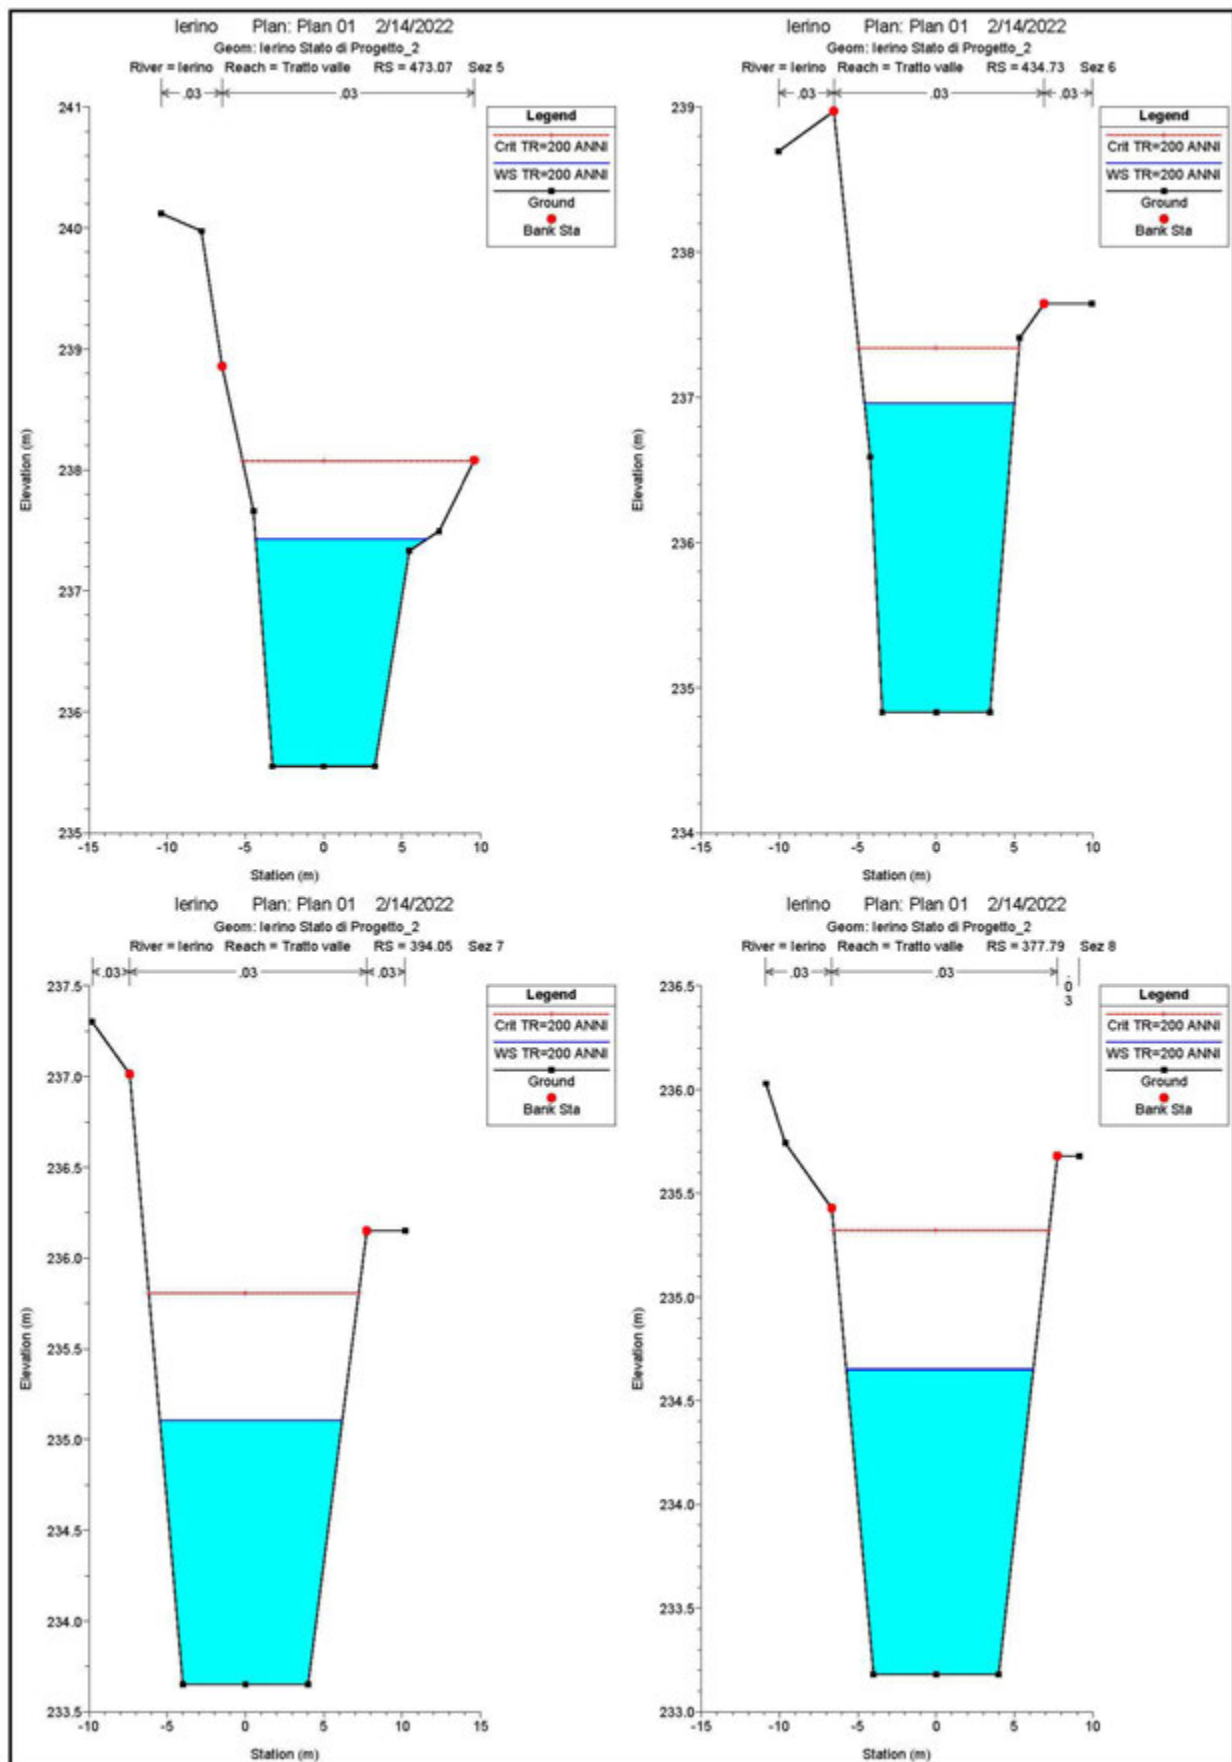 Ierino Plan: Plan 01 2/14/2022
Geom: Ierino Stato di Progetto_2
River = Ierino Reach = Tratto valle RS = 473.07 Sez 5
.03 .03
Legend
Crit TR=200 ANNI
WS TR=200 ANNI
Ground
Bank Sta
241
240
239
238
237
236
235
Elevation (m)
-15 -10 -5 0 5 10
Station (m)
Ierino Plan: Plan 01 2/14/2022
Geom: Ierino Stato di Progetto_2
River = Ierino Reach = Tratto valle RS = 434.73 Sez 6
.03 .03 .03
Legend
Crit TR=200 ANNI
WS TR=200 ANNI
Ground
Bank Sta
239
238
237
236
235
234
Elevation (m)
-15 -10 -5 0 5 10
Station (m)
Ierino Plan: Plan 01 2/14/2022
Geom: Ierino Stato di Progetto_2
River = Ierino Reach = Tratto valle RS = 394.05 Sez 7
.03 .03 .03
Legend
Crit TR=200 ANNI
WS TR=200 ANNI
Ground
Bank Sta
237.5
237.0
236.5
236.0
235.5
235.0
234.5
234.0
233.5
Elevation (m)
-10 -5 0 5 10 15
Station (m)
Ierino Plan: Plan 01 2/14/2022
Geom: Ierino Stato di Progetto_2
River = Ierino Reach = Tratto valle RS = 377.79 Sez 8
.03 .03 .03
Legend
Crit TR=200 ANNI
WS TR=200 ANNI
Ground
Bank Sta
236.5
236.0
235.5
235.0
234.5
234.0
233.5
233.0
Elevation (m)
-15 -10 -5 0 5 10
Station (m)